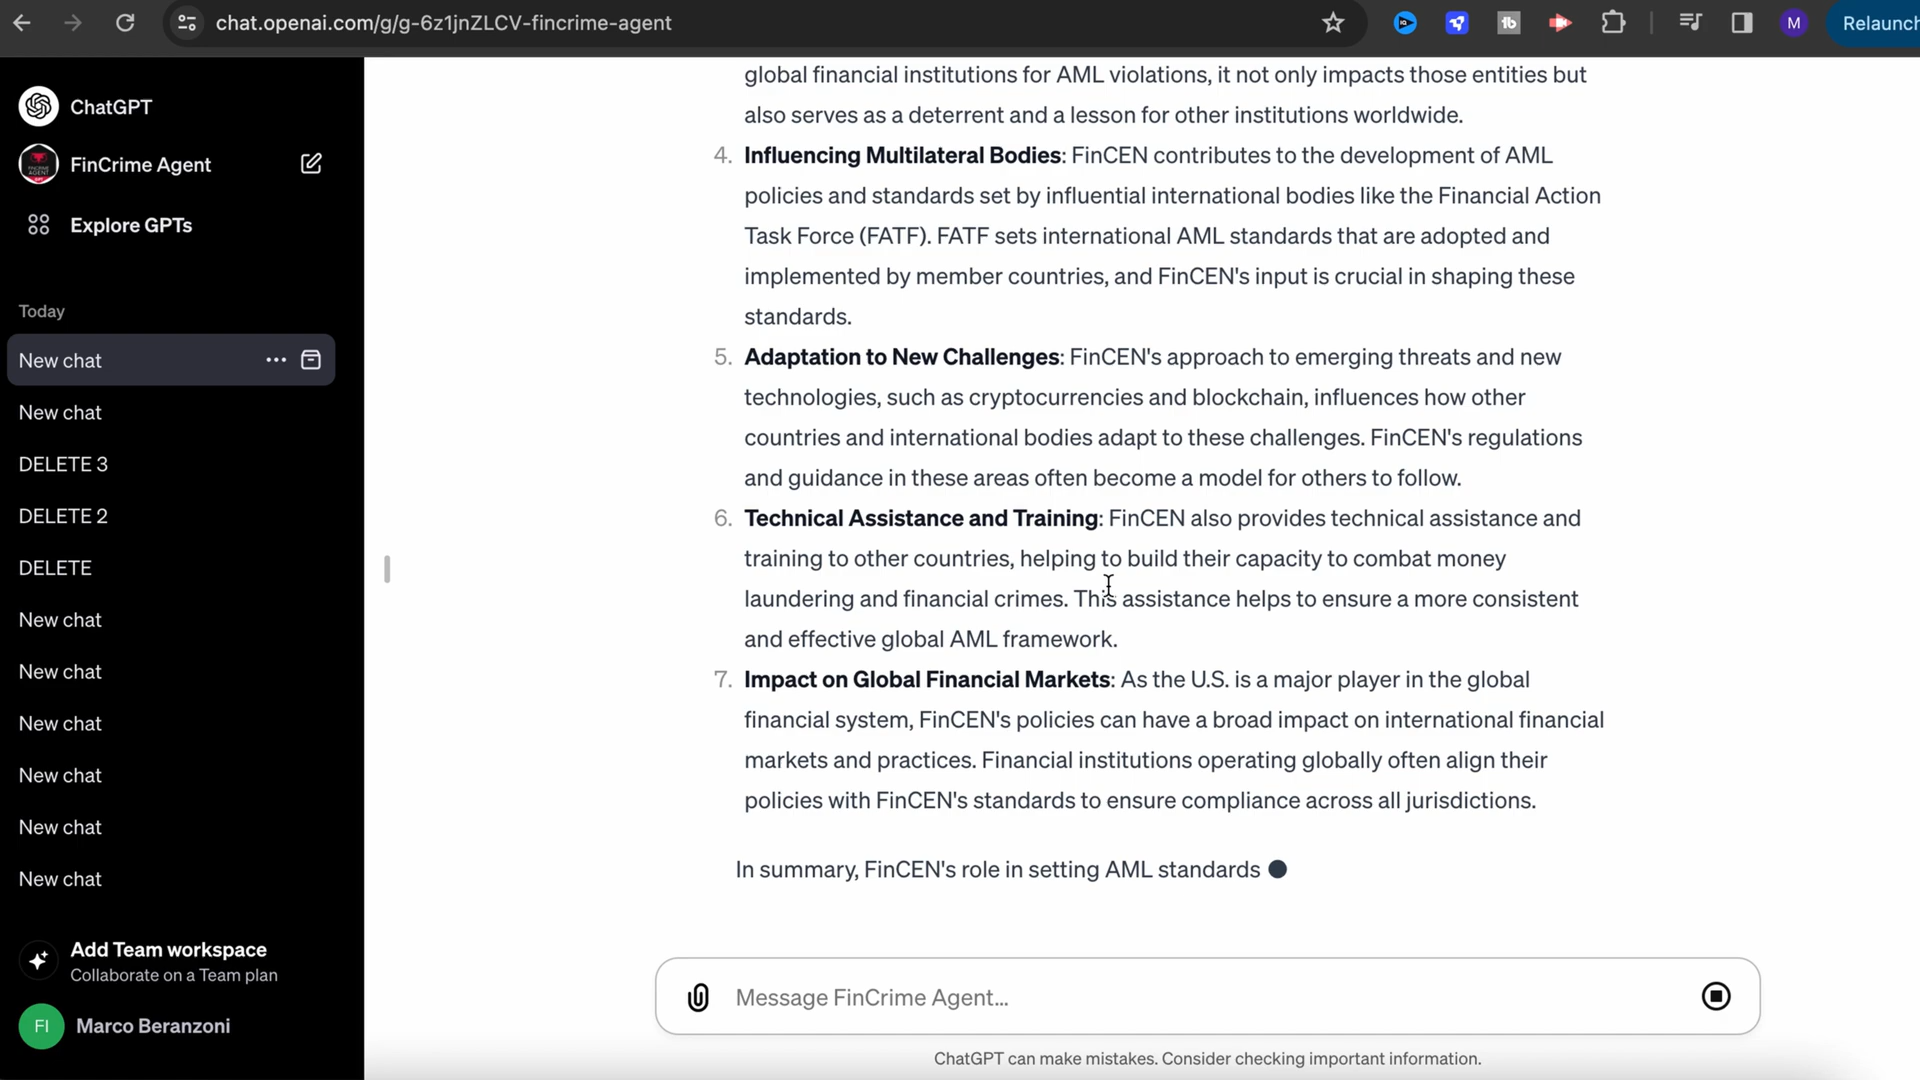 chat.openai.com/g/g-6z1jnZLCV-fincrime-agent
tb
M
Relaunch
ChatGPT
FinCrime Agent
Explore GPTs
Today
New chat
New chat
DELETE 3
DELETE 2
DELETE
New chat
New chat
New chat
New chat
New chat
New chat
Add Team workspace
Collaborate on a Team plan
FI
Marco Beranzoni
global financial institutions for AML violations, it not only impacts those entities but
also serves as a deterrent and a lesson for other institutions worldwide.
4. Influencing Multilateral Bodies: FinCEN contributes to the development of AML
policies and standards set by influential international bodies like the Financial Action
Task Force (FATF). FATF sets international AML standards that are adopted and
implemented by member countries, and FinCEN's input is crucial in shaping these
standards.
5. Adaptation to New Challenges: FinCEN's approach to emerging threats and new
technologies, such as cryptocurrencies and blockchain, influences how other
countries and international bodies adapt to these challenges. FinCEN's regulations
and guidance in these areas often become a model for others to follow.
6. Technical Assistance and Training: FinCEN also provides technical assistance and
training to other countries, helping to build their capacity to combat money
laundering and financial crimes. This assistance helps to ensure a more consistent
and effective global AML framework.
7. Impact on Global Financial Markets: As the U.S. is a major player in the global
financial system, FinCEN's policies can have a broad impact on international financial
markets and practices. Financial institutions operating globally often align their
policies with FinCEN's standards to ensure compliance across all jurisdictions.
In summary, FinCEN's role in setting AML standards
Message FinCrime Agent...
ChatGPT can make mistakes. Consider checking important information.